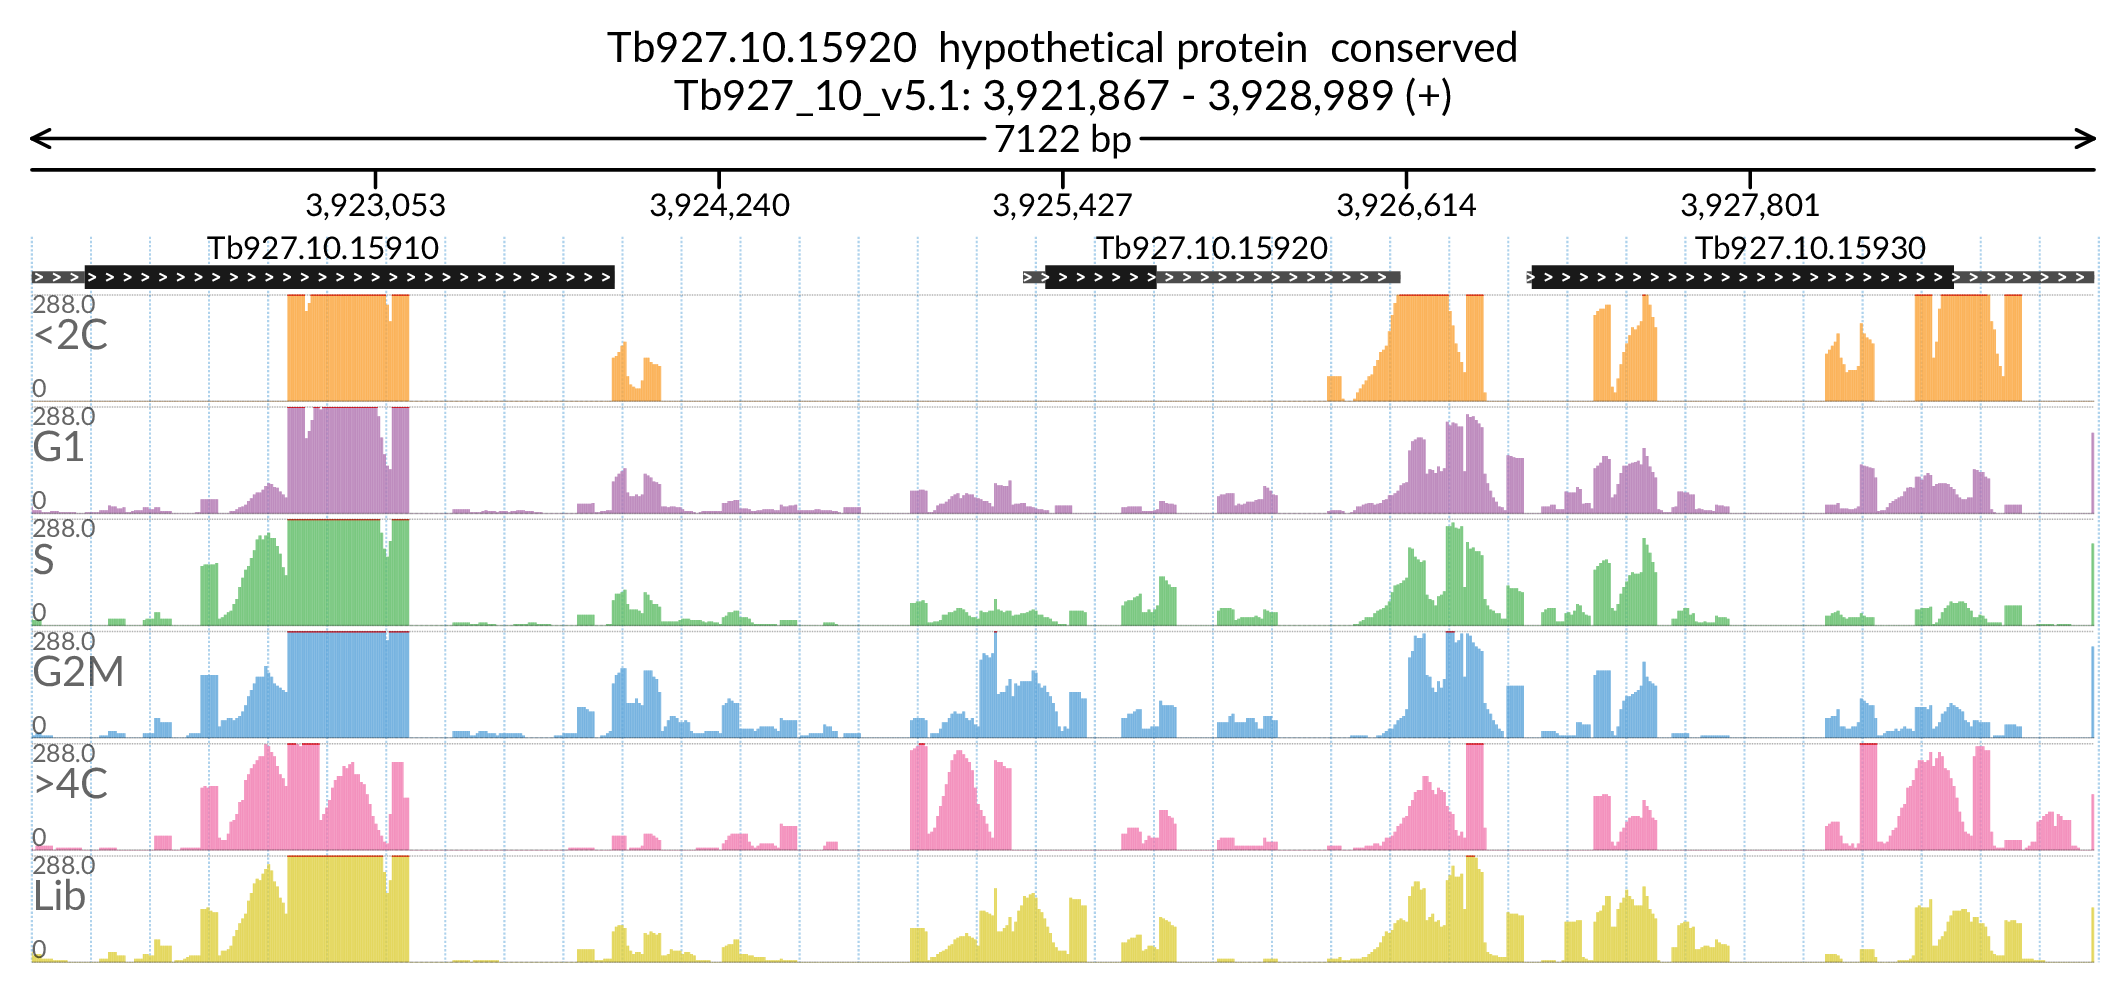 Tb927.10.15920  hypothetical protein  conserved
Tb927_10_v5.1: 3,921,867 - 3,928,989 (+)
7122 bp
3,923,053 3,924,240 3,925,427 3,926,614 3,927,801
Tb927.10.15910 Tb927.10.15920 Tb927.10.15930
288.0
<2C
0
288.0
G1
0
288.0
S
0
288.0
G2M
0
288.0
>4C
0
288.0
Lib
0